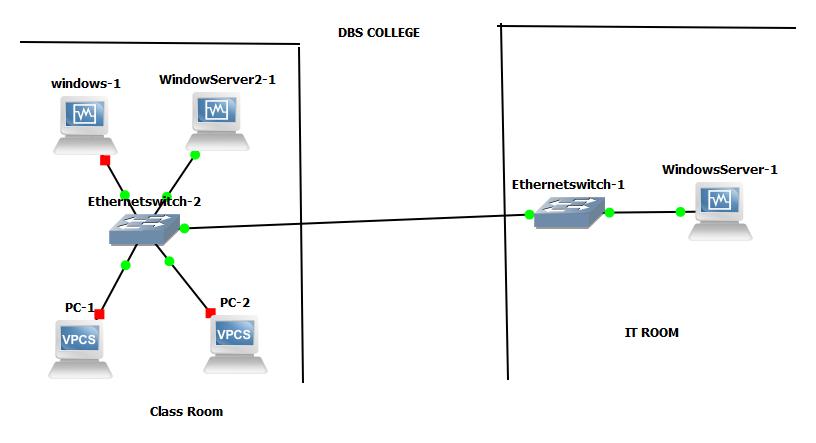 DBS COLLEGE
windows-1
WindowServer2-1
Ethernetswitch-2
PC-1
VPCS
PC-2
VPCS
Class Room
Ethernetswitch-1
WindowsServer-1
IT ROOM